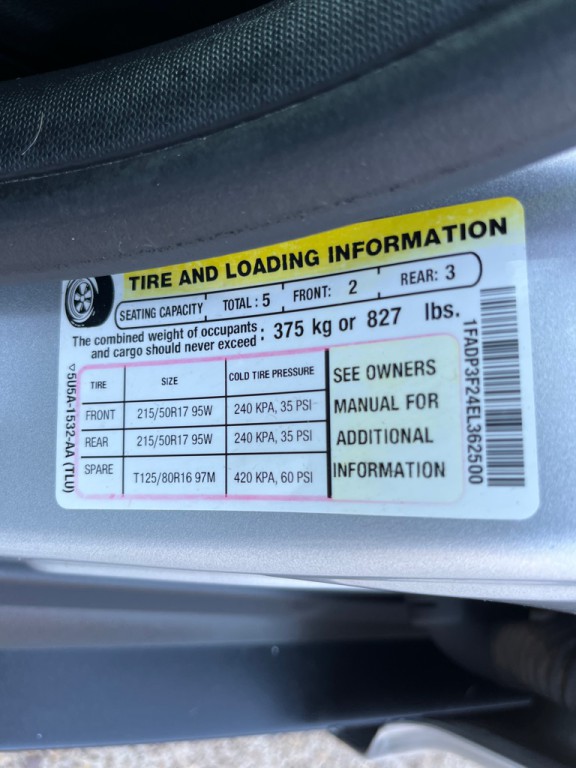 TIRE AND LOADING INFORMATION
SEATING CAPACITY TOTAL : 5 FRONT: 2 REAR: 3
The combined weight of occupants
and cargo should never exceed : 375 kg or 827 lbs.
TIRE SIZE COLD TIRE PRESSURE
FRONT 215/50R17 95W 240 KPA, 35 PSI
REAR 215/50R17 95W 240 KPA, 35 PSI
SPARE T125/80R16 97M 420 KPA, 60 PSI
SEE OWNERS
MANUAL FOR
ADDITIONAL
INFORMATION
5U5A-1532-AA (TLU)
1FADP3F24EL362500